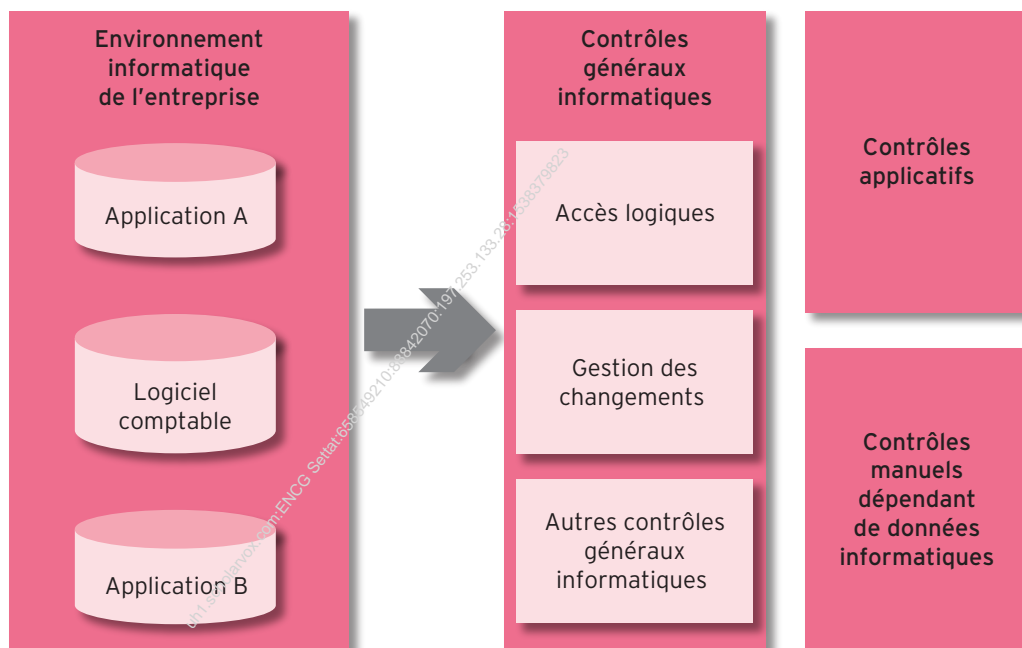 Environnement
informatique
de l'entreprise
Application A
Logiciel
comptable
Application B
Contrôles
généraux
informatiques
Accès logiques
Gestion des
changements
Autres contrôles
généraux
informatiques
Contrôles
applicatifs
Contrôles
manuels
dépendant
de données
informatiques